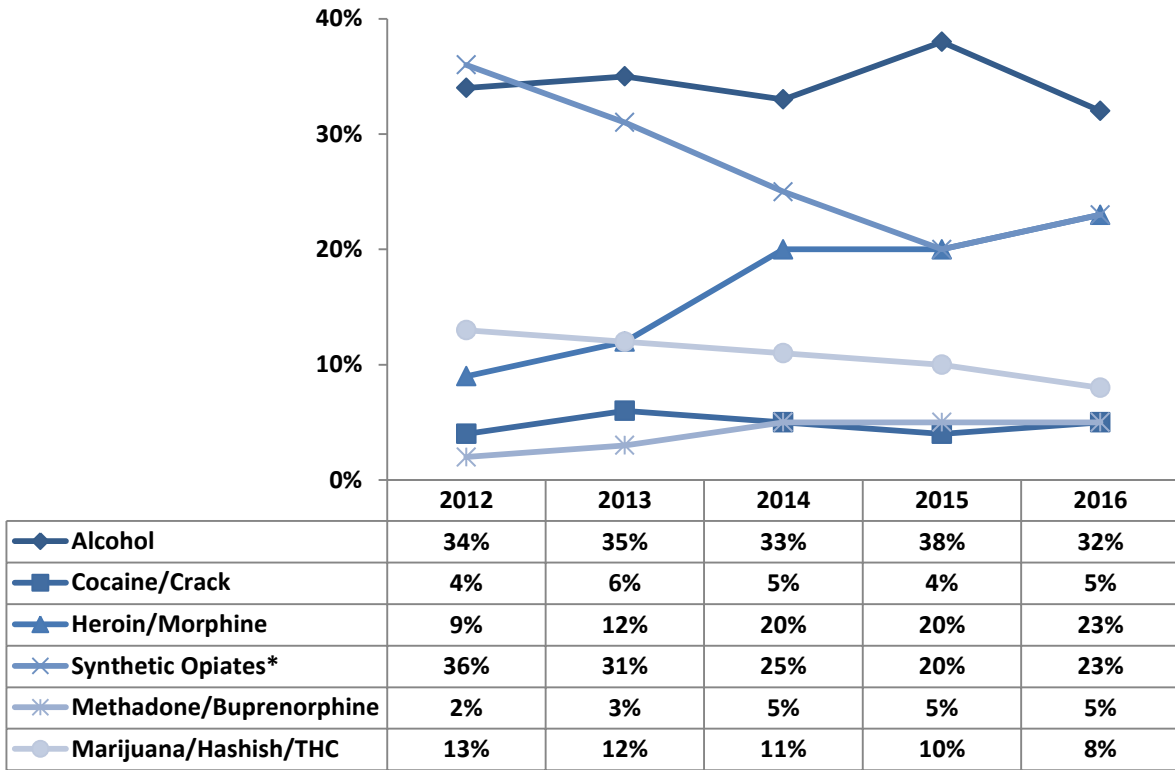 40%
30%
20%
10%
0%
2012 2013 2014 2015 2016
Alcohol 34% 35% 33% 38% 32%
Cocaine/Crack 4% 6% 5% 4% 5%
Heroin/Morphine 9% 12% 20% 20% 23%
Synthetic Opiates* 36% 31% 25% 20% 23%
Methadone/Buprenorphine 2% 3% 5% 5% 5%
Marijuana/Hashish/THC 13% 12% 11% 10% 8%